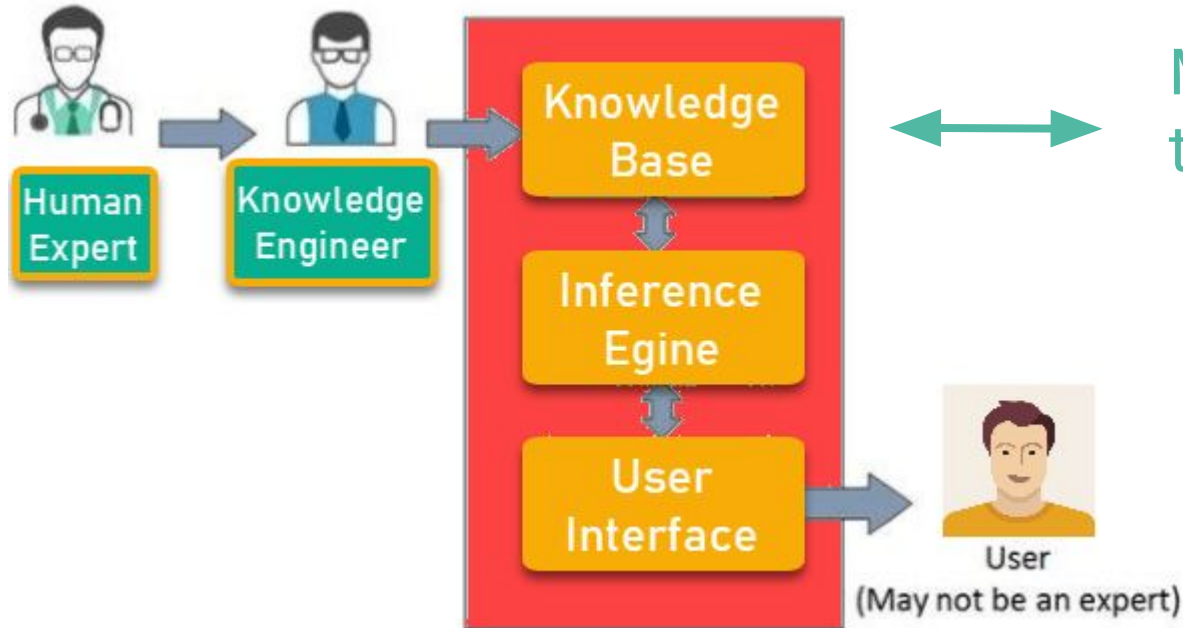 Human
Expert
Knowledge
Engineer
Knowledge
Base
Inference
Egine
User
Interface
User
(May not be an expert)